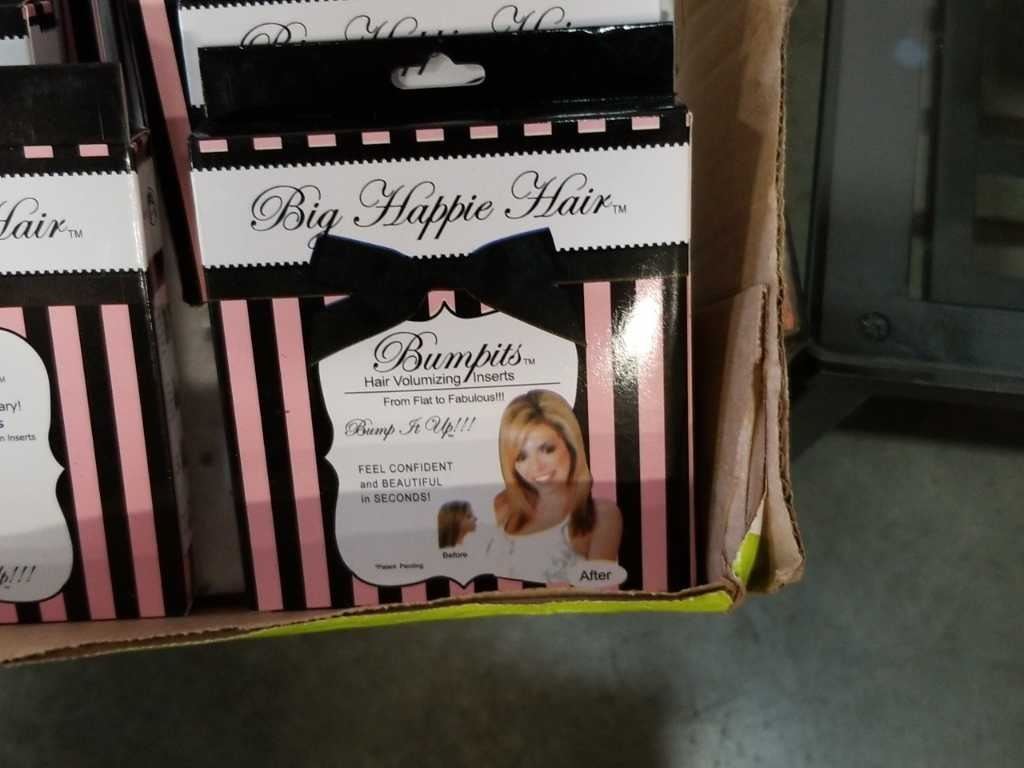 Big Happie Hair™
Bumpits™
Hair Volumizing Inserts
From Flat to Fabulous!!!
Bump It Up!!!™
FEEL CONFIDENT
and BEAUTIFUL
in SECONDS!
Before
*Patent Pending
After
Hair™
Inserts